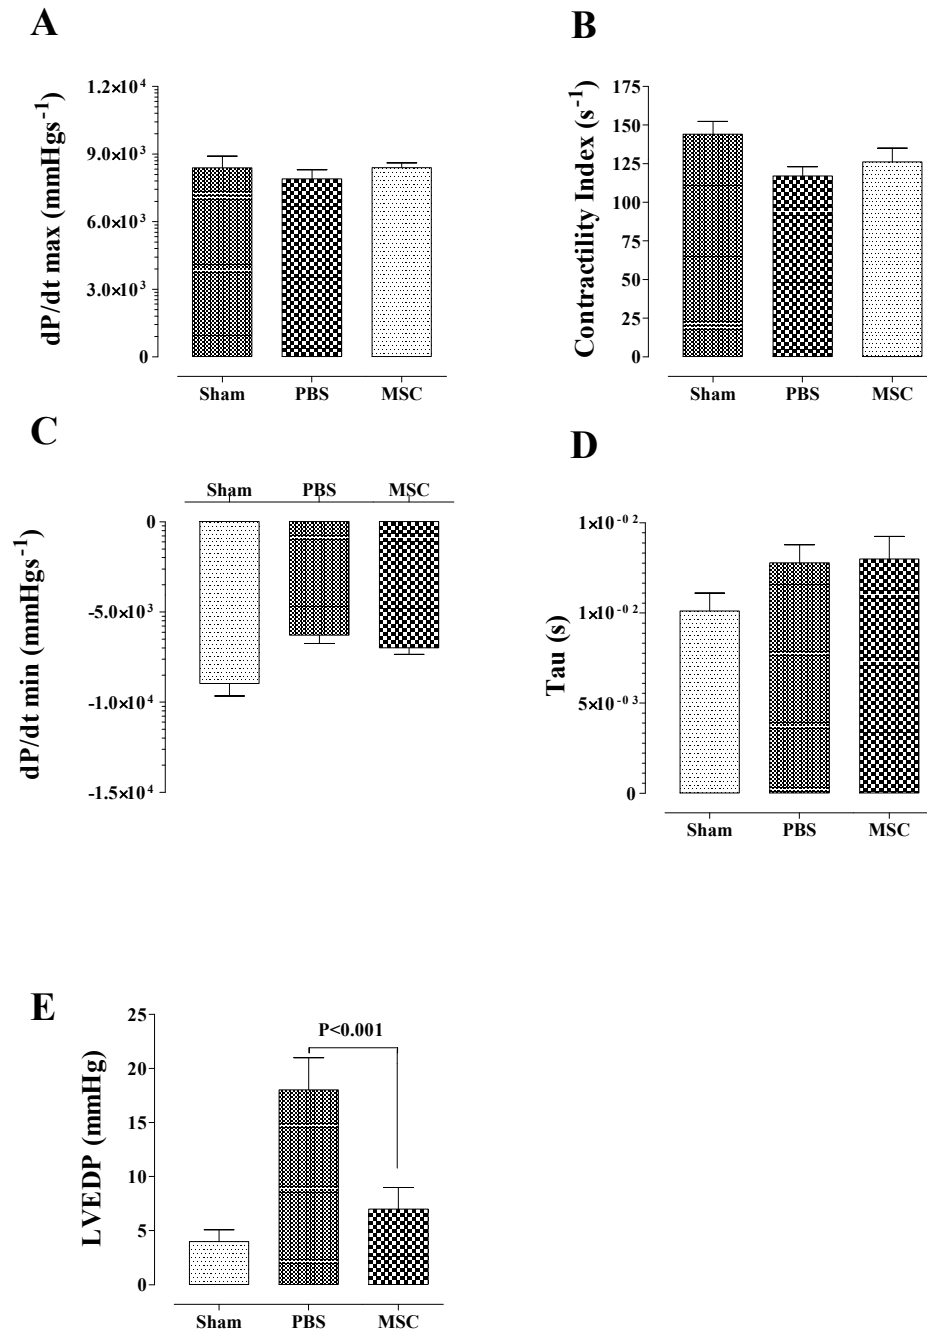 A
dP/dt max (mmHgs⁻¹)
1.2×10⁴
9.0×10³
6.0×10³
3.0×10³
0
Sham PBS MSC
B
Contractility Index (s⁻¹)
175
150
125
100
75
50
25
0
Sham PBS MSC
C
dP/dt min (mmHgs⁻¹)
Sham PBS MSC
0
-5.0×10³
-1.0×10⁴
-1.5×10⁴
D
Tau (s)
1×10⁻⁰²
1×10⁻⁰²
5×10⁻⁰³
0
Sham PBS MSC
E
LVEDP (mmHg)
25
20
15
10
5
0
P<0.001
Sham PBS MSC